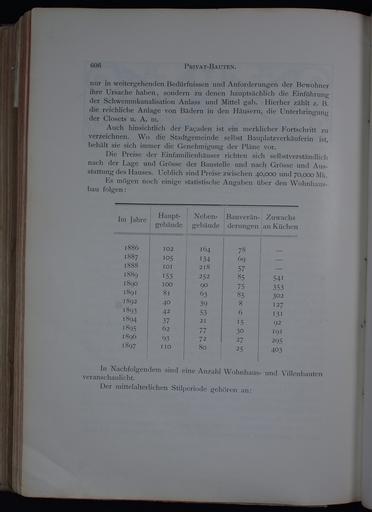 606
PRIVAT-BAUTEN.
nur in weitergehenden Bedürfnissen und Anforderungen der Bewohner
ihre Ursache haben, sondern zu denen hauptsächlich die Einführung
der Schwemmkanalisation Anlass und Mittel gab. Hierher zählt z. B.
die reichliche Anlage von Bädern in den Häusern, die Unterbringung
der Closets u. A. m.
Auch hinsichtlich der Façaden ist ein merklicher Fortschritt zu
verzeichnen. Wo die Stadtgemeinde selbst Bauplatzverkäuferin ist,
behält sie sich immer die Genehmigung der Pläne vor.
Die Preise der Einfamilienhäuser richten sich selbstverständlich
nach der Lage und Grösse der Baustelle und nach Grösse und Aus-
stattung des Hauses. Ueblich sind Preise zwischen 40,000 und 70,000 Mk.
Es mögen noch einige statistische Angaben über den Wohnhaus-
bau folgen:
Im Jahre Haupt- gebäude Neben- gebäude Bauverän- derungen Zuwachs an Küchen
1886 102 164 78 —
1887 105 134 69 —
1888 101 218 57 —
1889 153 252 85 541
1890 100 90 75 353
1891 81 63 85 302
1892 40 39 8 127
1893 42 53 6 131
1894 37 21 15 92
1895 62 77 30 191
1896 93 72 27 295
1897 110 80 25 403
In Nachfolgendem sind eine Anzahl Wohnhaus- und Villenbauten
veranschaulicht.
Der mittelalterlichen Stilperiode gehören an: